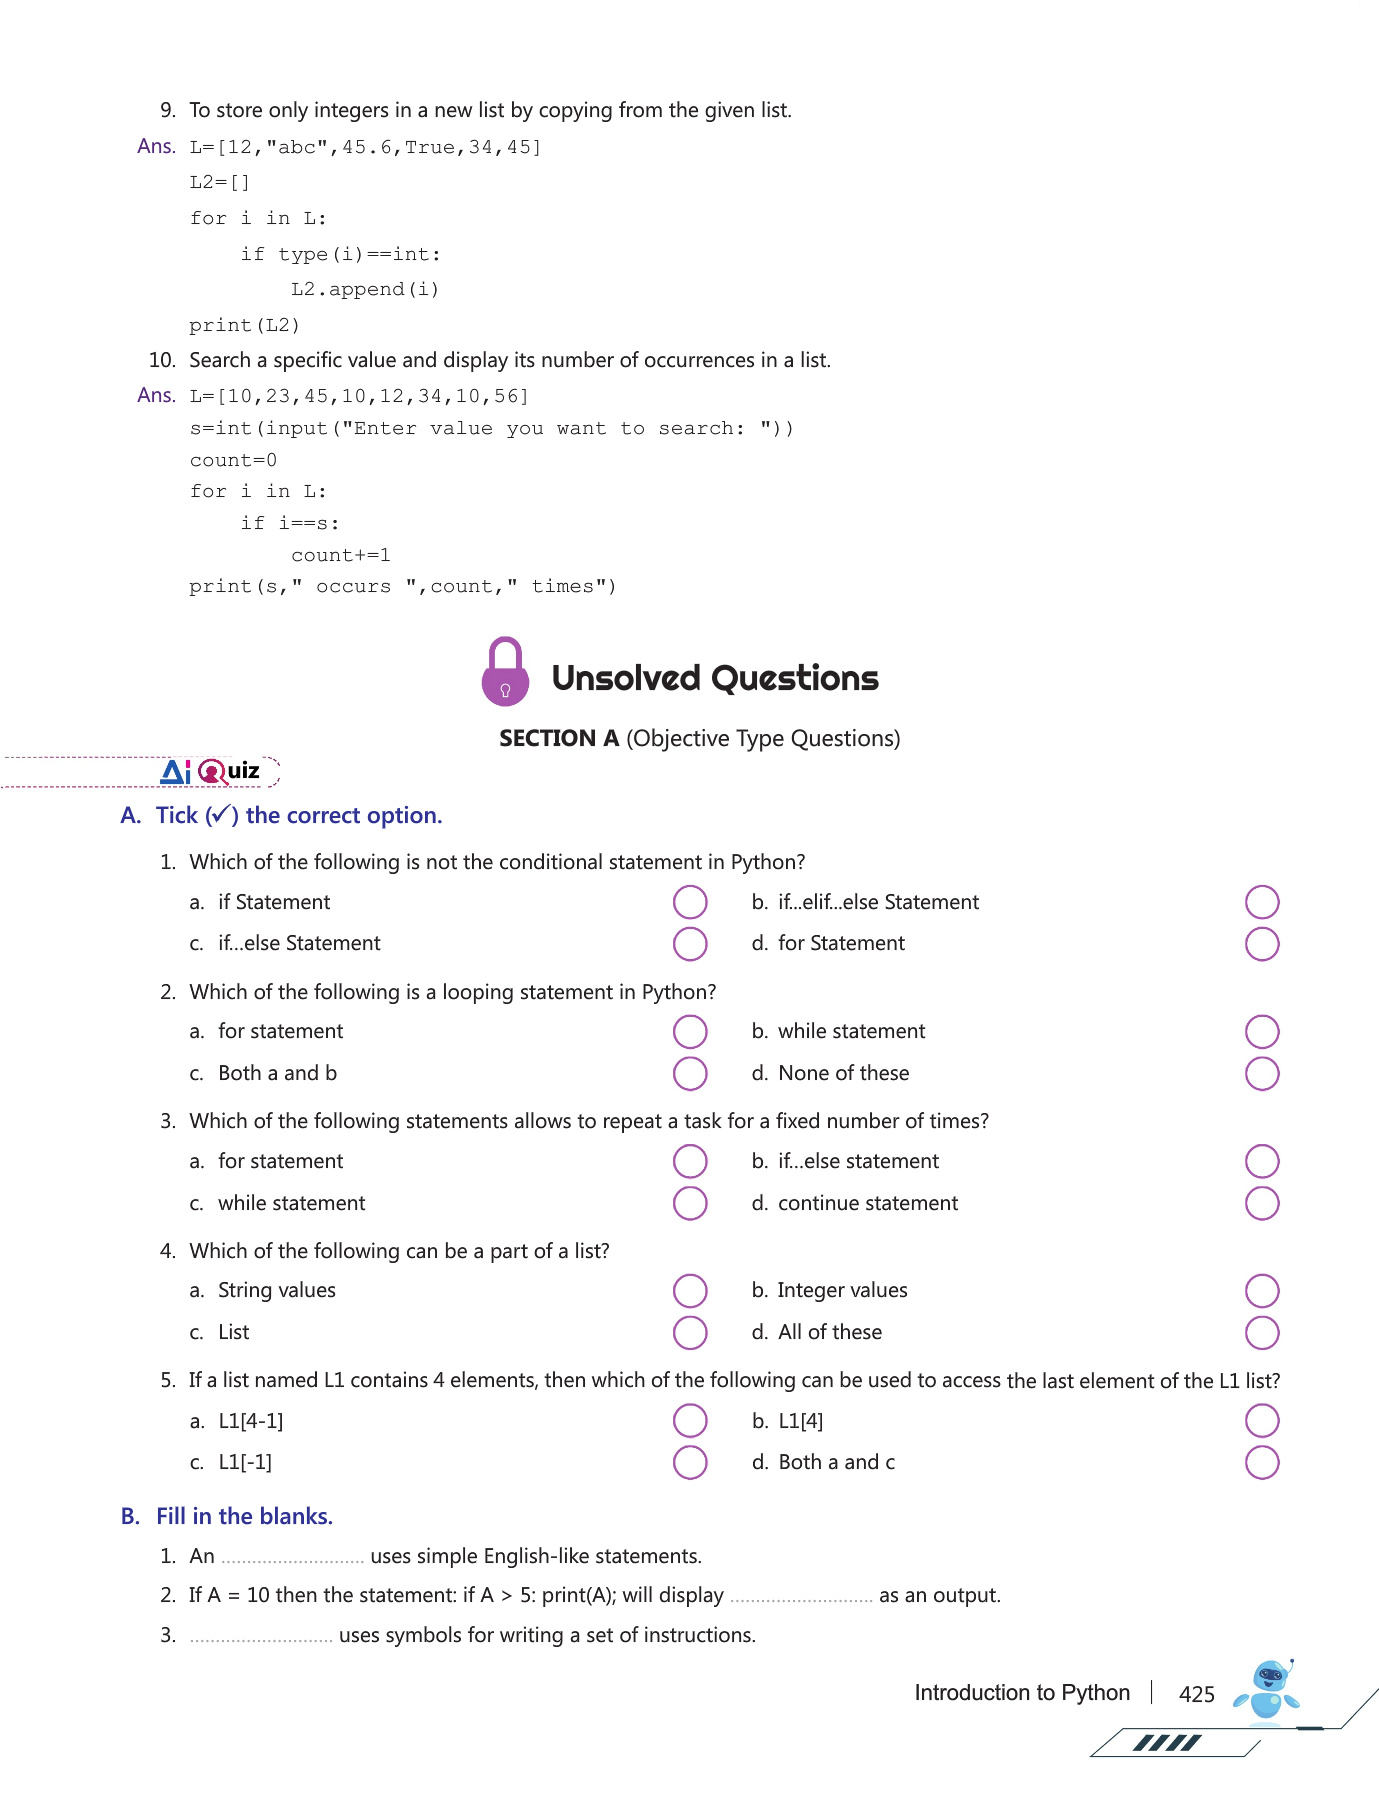 9. To store only integers in a new list by copying from the given list.
Ans. L=[12,"abc",45.6,True,34,45]
L2=[]
for i in L:
    if type(i)==int:
        L2.append(i)
print(L2)
10. Search a specific value and display its number of occurrences in a list.
Ans. L=[10,23,45,10,12,34,10,56]
s=int(input("Enter value you want to search: "))
count=0
for i in L:
    if i==s:
        count+=1
print(s," occurs ",count," times")
Unsolved Questions
SECTION A (Objective Type Questions)
Ai Quiz
A. Tick (✓) the correct option.
1. Which of the following is not the conditional statement in Python?
a. if Statement b. if...elif...else Statement
c. if...else Statement d. for Statement
2. Which of the following is a looping statement in Python?
a. for statement b. while statement
c. Both a and b d. None of these
3. Which of the following statements allows to repeat a task for a fixed number of times?
a. for statement b. if...else statement
c. while statement d. continue statement
4. Which of the following can be a part of a list?
a. String values b. Integer values
c. List d. All of these
5. If a list named L1 contains 4 elements, then which of the following can be used to access the last element of the L1 list?
a. L1[4-1] b. L1[4]
c. L1[-1] d. Both a and c
B. Fill in the blanks.
1. An ............................ uses simple English-like statements.
2. If A = 10 then the statement: if A > 5: print(A); will display ............................ as an output.
3. ............................ uses symbols for writing a set of instructions.
Introduction to Python 425